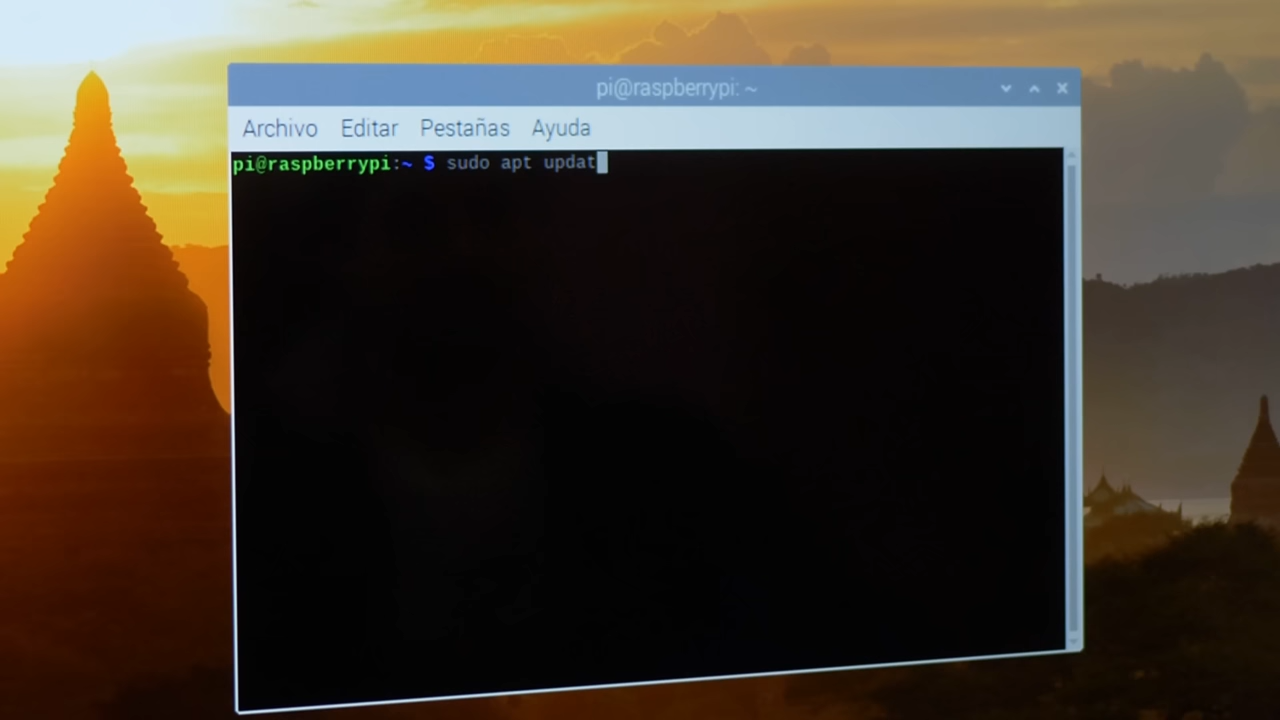 pi@raspberrypi: ~
Archivo Editar Pestañas Ayuda
pi@raspberrypi:~ $ sudo apt updat